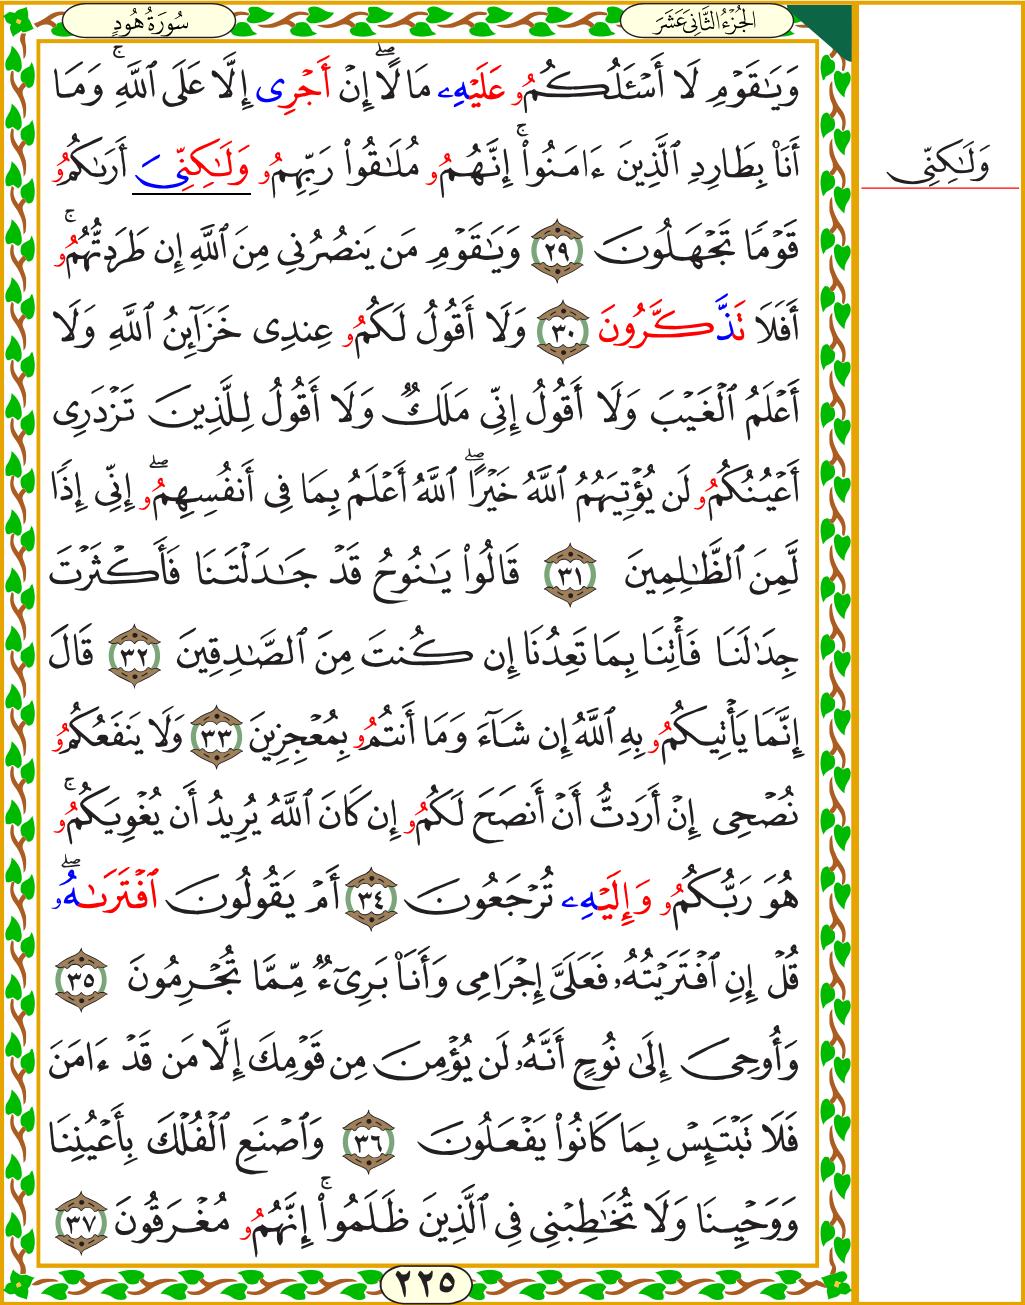 الجُزْءُ الثَّانِي عَشَرَ
سُورَةُ هُودٍ
وَيَٰقَوْمِ لَا أَسْـَٔلُكُمُۥ عَلَيْهِۦ مَالًاۖ إِنْ أَجْرِى إِلَّا عَلَى ٱللَّهِۚ وَمَا
أَنَا۠ بِطَارِدِ ٱلَّذِينَ ءَامَنُوا۟ۚ إِنَّهُمُۥ مُلَٰقُوا۟ رَبِّهِمُۥ وَلَٰكِنِّىَ أَرَىٰكُمُۥ
وَلَٰكِنِّى
قَوْمًا تَجْهَلُونَ ٢٩ وَيَٰقَوْمِ مَن يَنصُرُنِى مِنَ ٱللَّهِ إِن طَرَدتُّهُمُۥۚ
أَفَلَا تَذَّكَّرُونَ ٣٠ وَلَا أَقُولُ لَكُمُۥ عِندِى خَزَآئِنُ ٱللَّهِ وَلَا
أَعْلَمُ ٱلْغَيْبَ وَلَا أَقُولُ إِنِّى مَلَكٌ وَلَا أَقُولُ لِلَّذِينَ تَزْدَرِى
أَعْيُنُكُمُۥ لَن يُؤْتِيَهُمُ ٱللَّهُ خَيْرًاۖ ٱللَّهُ أَعْلَمُ بِمَا فِى أَنفُسِهِمُۥۖ إِنِّى إِذًا
لَّمِنَ ٱلظَّٰلِمِينَ ٣١ قَالُوا۟ يَٰنُوحُ قَدْ جَٰدَلْتَنَا فَأَكْثَرْتَ
جِدَٰلَنَا فَأْتِنَا بِمَا تَعِدُنَا إِن كُنتَ مِنَ ٱلصَّٰدِقِينَ ٣٢ قَالَ
إِنَّمَا يَأْتِيكُمُۥ بِهِ ٱللَّهُ إِن شَآءَ وَمَا أَنتُمُۥ بِمُعْجِزِينَ ٣٣ وَلَا يَنفَعُكُمُۥ
نُصْحِى إِنْ أَرَدتُّ أَنْ أَنصَحَ لَكُمُۥ إِن كَانَ ٱللَّهُ يُرِيدُ أَن يُغْوِيَكُمُۥۚ
هُوَ رَبُّكُمُۥ وَإِلَيْهِۦ تُرْجَعُونَ ٣٤ أَمْ يَقُولُونَ ٱفْتَرَىٰهُۥۖ
قُلْ إِنِ ٱفْتَرَيْتُهُۥ فَعَلَىَّ إِجْرَامِى وَأَنَا۠ بَرِىٓءٌ مِّمَّا تُجْرِمُونَ ٣٥
وَأُوحِىَ إِلَىٰ نُوحٍ أَنَّهُۥ لَن يُؤْمِنَ مِن قَوْمِكَ إِلَّا مَن قَدْ ءَامَنَ
فَلَا تَبْتَئِسْ بِمَا كَانُوا۟ يَفْعَلُونَ ٣٦ وَٱصْنَعِ ٱلْفُلْكَ بِأَعْيُنِنَا
وَوَحْيِنَا وَلَا تُخَٰطِبْنِى فِى ٱلَّذِينَ ظَلَمُوا۟ۚ إِنَّهُمُۥ مُغْرَقُونَ ٣٧
٢٢٥